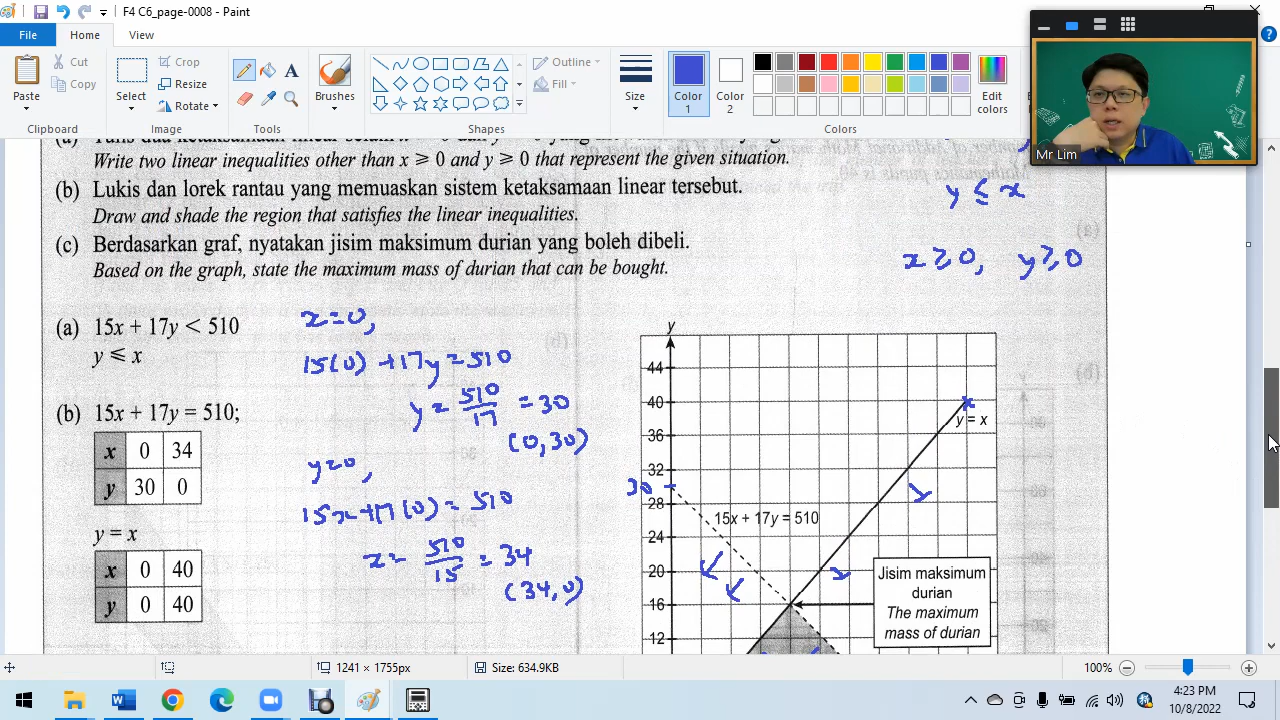 F4 C6_page-0008 - Paint
File
Home
View
Paste
Cut
Copy
Clipboard
Select
Crop
Resize
Rotate
Image
Tools
Brushes
Shapes
Outline
Fill
Size
Color 1
Color 2
Edit colors
Colors
Mr Lim
Write two linear inequalities other than x ⩾ 0 and y ⩾ 0 that represent the given situation.
(b) Lukis dan lorek rantau yang memuaskan sistem ketaksamaan linear tersebut.
Draw and shade the region that satisfies the linear inequalities.
(c) Berdasarkan graf, nyatakan jisim maksimum durian yang boleh dibeli.
Based on the graph, state the maximum mass of durian that can be bought.
y ≤ x
x ⩾ 0, y ⩾ 0
(a) 15x + 17y < 510
y ⩽ x
x=0,
15(0) + 17y = 510
y = 510/17 = 30
(0, 30)
(b) 15x + 17y = 510;
x 0 34
y 30 0
y=0,
15x + 17(0) = 510
x = 510/15 = 34
(34, 0)
y = x
x 0 40
y 0 40
y
44
40
36
32
30
28
24
20
16
12
y = x
15x + 17y = 510
Jisim maksimum
durian
The maximum
mass of durian
1241 × 1755px
Size: 634.9KB
100%
4:23 PM
10/8/2022